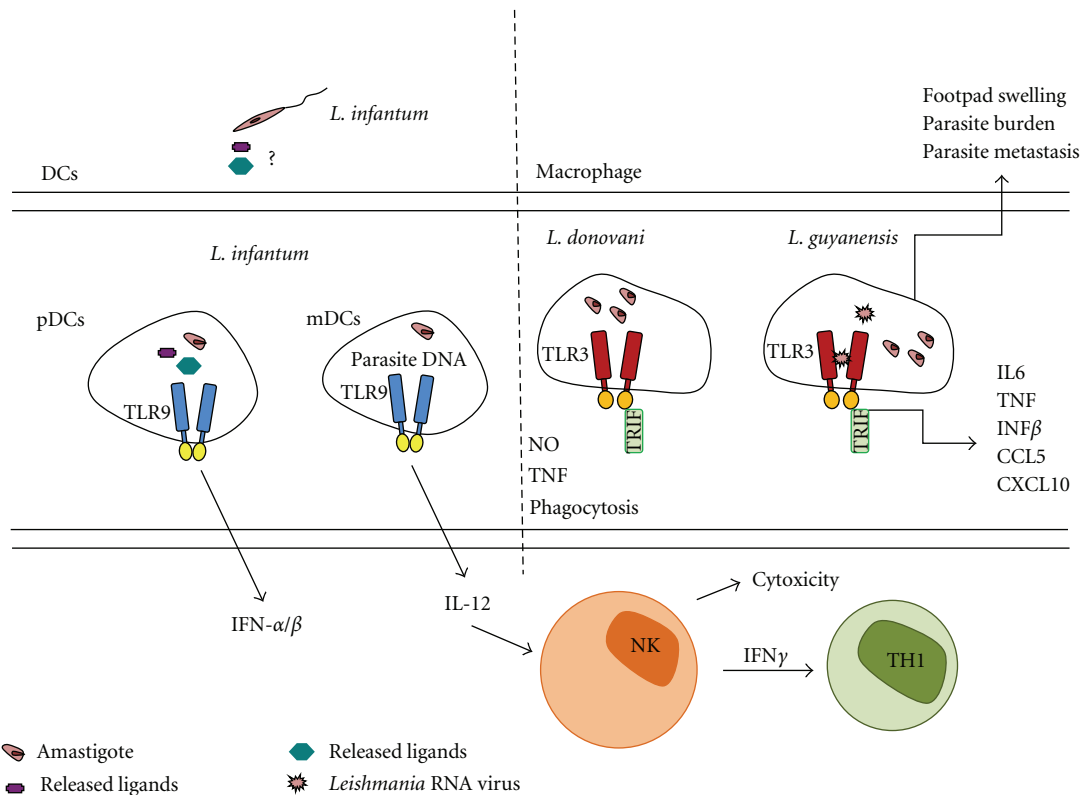 L. infantum
?
DCs
Macrophage
Footpad swelling
Parasite burden
Parasite metastasis
L. infantum
L. donovani
L. guyanensis
pDCs
mDCs
TLR9
Parasite DNA
TLR9
TLR3
TRIF
TLR3
TRIF
NO
TNF
Phagocytosis
IL6
TNF
INFβ
CCL5
CXCL10
IFN-α/β
IL-12
NK
Cytoxicity
IFNγ
TH1
Amastigote
Released ligands
Released ligands
Leishmania RNA virus